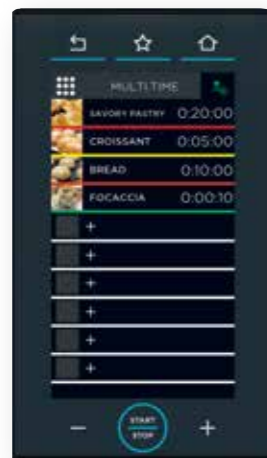 MULTITIME
SAVORY PASTRY 0:20:00
CROISSANT 0:05:00
BREAD 0:10:00
FOCACCIA 0:00:10
+
+
+
+
+
+
− START STOP +